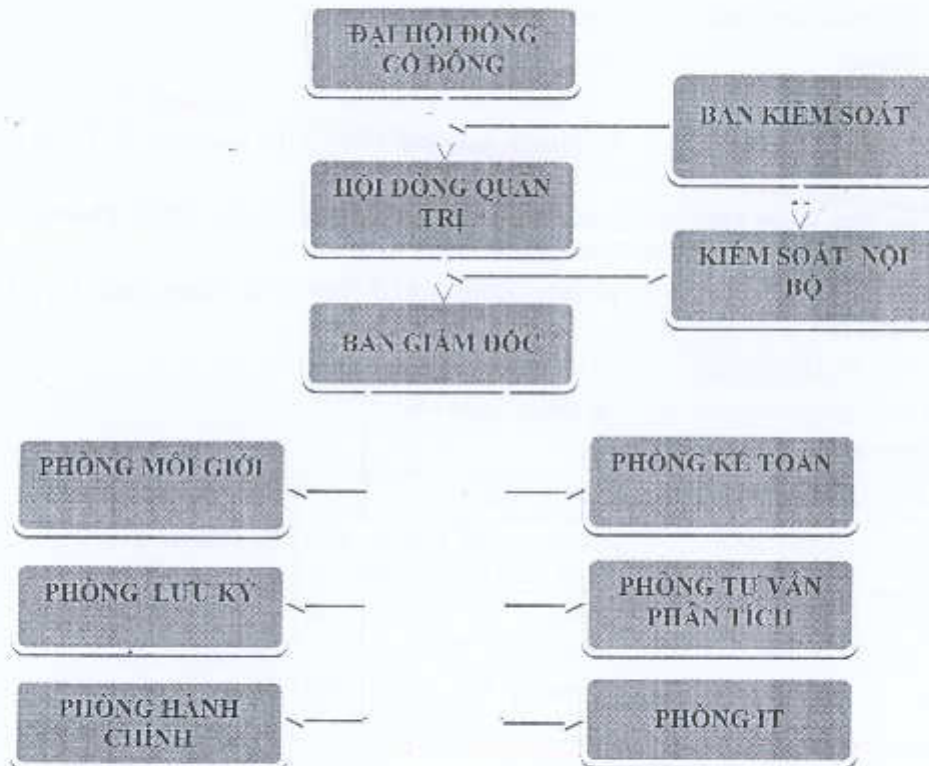 ĐẠI HỘI ĐỒNG
CỔ ĐÔNG
BAN KIỂM SOÁT
HỘI ĐỒNG QUẢN
TRỊ
KIỂM SOÁT NỘI
BỘ
BAN GIÁM ĐỐC
PHÒNG MÔI GIỚI
PHÒNG KẾ TOÁN
PHÒNG LƯU KÝ
PHÒNG TƯ VẤN
PHÂN TÍCH
PHÒNG HÀNH
CHÍNH
PHÒNG IT